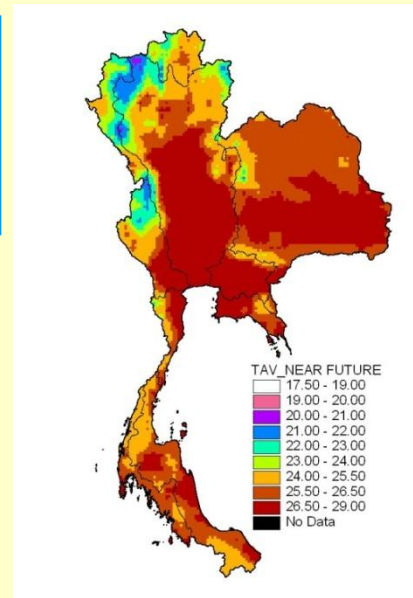 TAV_NEAR FUTURE
17.50 - 19.00
19.00 - 20.00
20.00 - 21.00
21.00 - 22.00
22.00 - 23.00
23.00 - 24.00
24.00 - 25.50
25.50 - 26.50
26.50 - 29.00
No Data